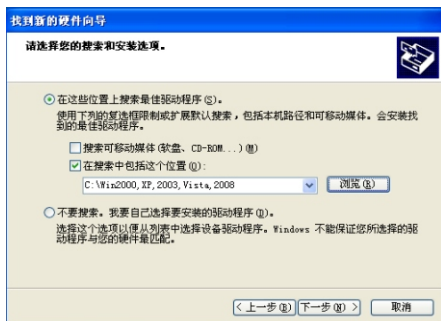 找到新的硬件向导
请选择您的搜索和安装选项。
在这些位置上搜索最佳驱动程序(S)。
使用下列的复选框限制或扩展默认搜索，包括本机路径和可移动媒体。会安装找
到的最佳驱动程序。
搜索可移动媒体(软盘、CD-ROM...)(M)
在搜索中包括这个位置(O):
C:\Win2000,XP,2003,Vista,2008
浏览(R)
不要搜索。我要自己选择要安装的驱动程序(D)。
选择这个选项以便从列表中选择设备驱动程序。Windows 不能保证您所选择的驱
动程序与您的硬件最匹配。
< 上一步(B) 下一步(N) > 取消